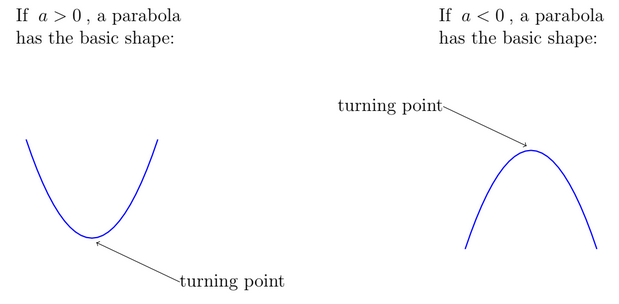 If a > 0 , a parabola
has the basic shape:
If a < 0 , a parabola
has the basic shape:
turning point
turning point